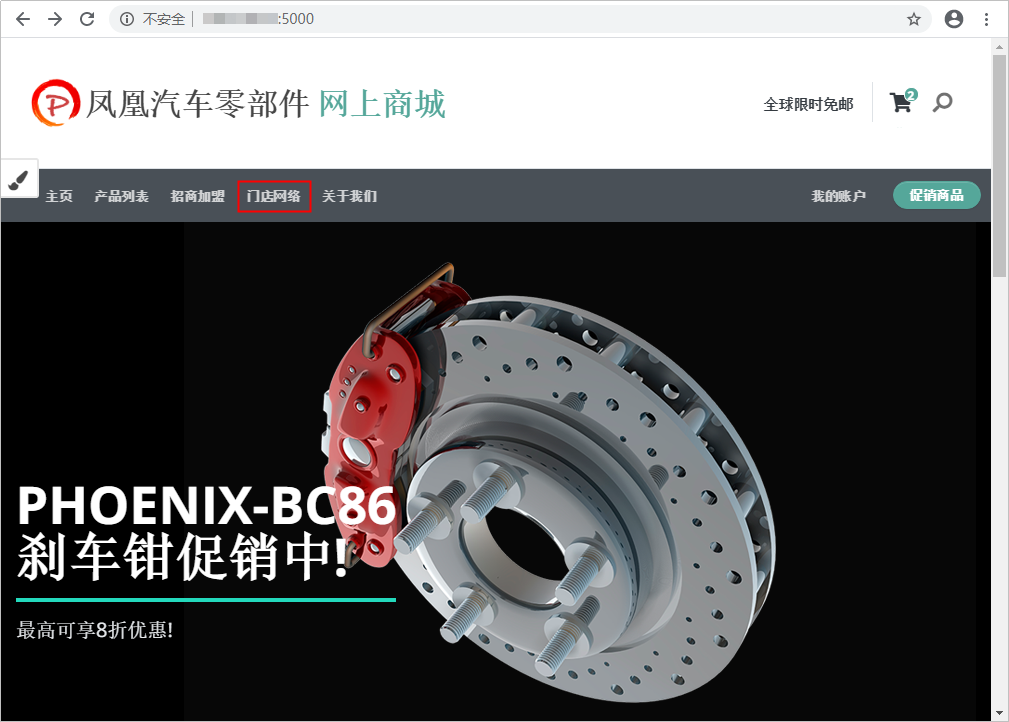 不安全 :5000
凤凰汽车零部件 网上商城
全球限时免邮
2
主页 产品列表 招商加盟 门店网络 关于我们 我的账户 促销商品
PHOENIX-BC86
刹车钳促销中!
最高可享8折优惠!